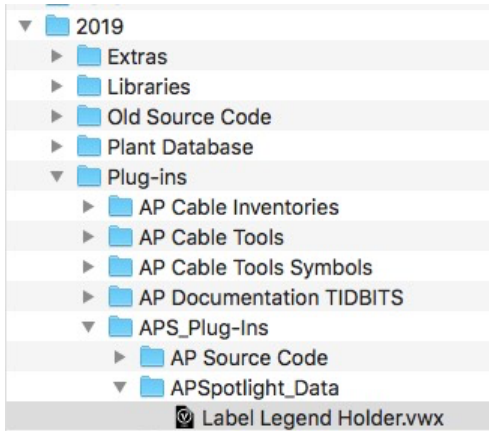 2019
Extras
Libraries
Old Source Code
Plant Database
Plug-ins
AP Cable Inventories
AP Cable Tools
AP Cable Tools Symbols
AP Documentation TIDBITS
APS_Plug-Ins
AP Source Code
APSpotlight_Data
Label Legend Holder.vwx